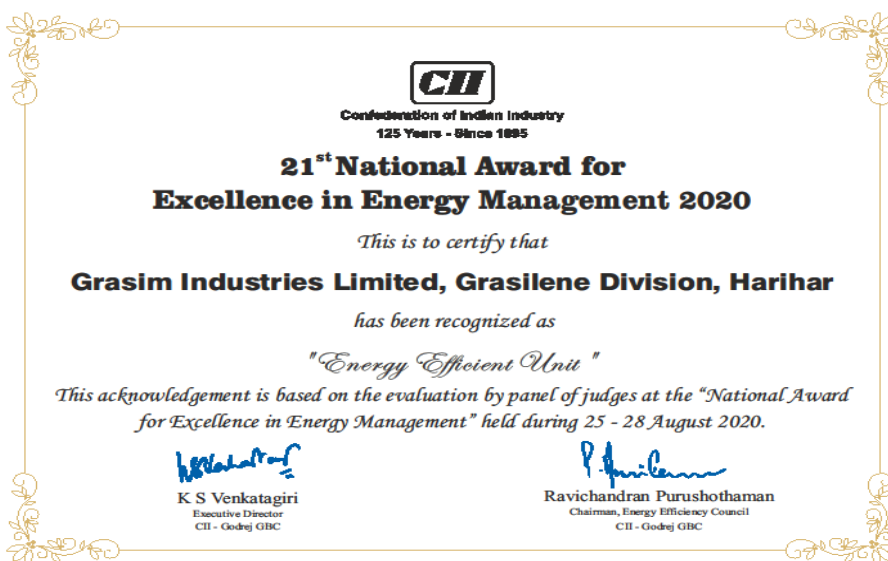 CII
Confederation of Indian Industry
125 Years - Since 1895
21st National Award for
Excellence in Energy Management 2020
This is to certify that
Grasim Industries Limited, Grasilene Division, Harihar
has been recognized as
"Energy Efficient Unit "
This acknowledgement is based on the evaluation by panel of judges at the “National Award
for Excellence in Energy Management” held during 25 - 28 August 2020.
K S Venkatagiri
Executive Director
CII - Godrej GBC
Ravichandran Purushothaman
Chairman, Energy Efficiency Council
CII - Godrej GBC